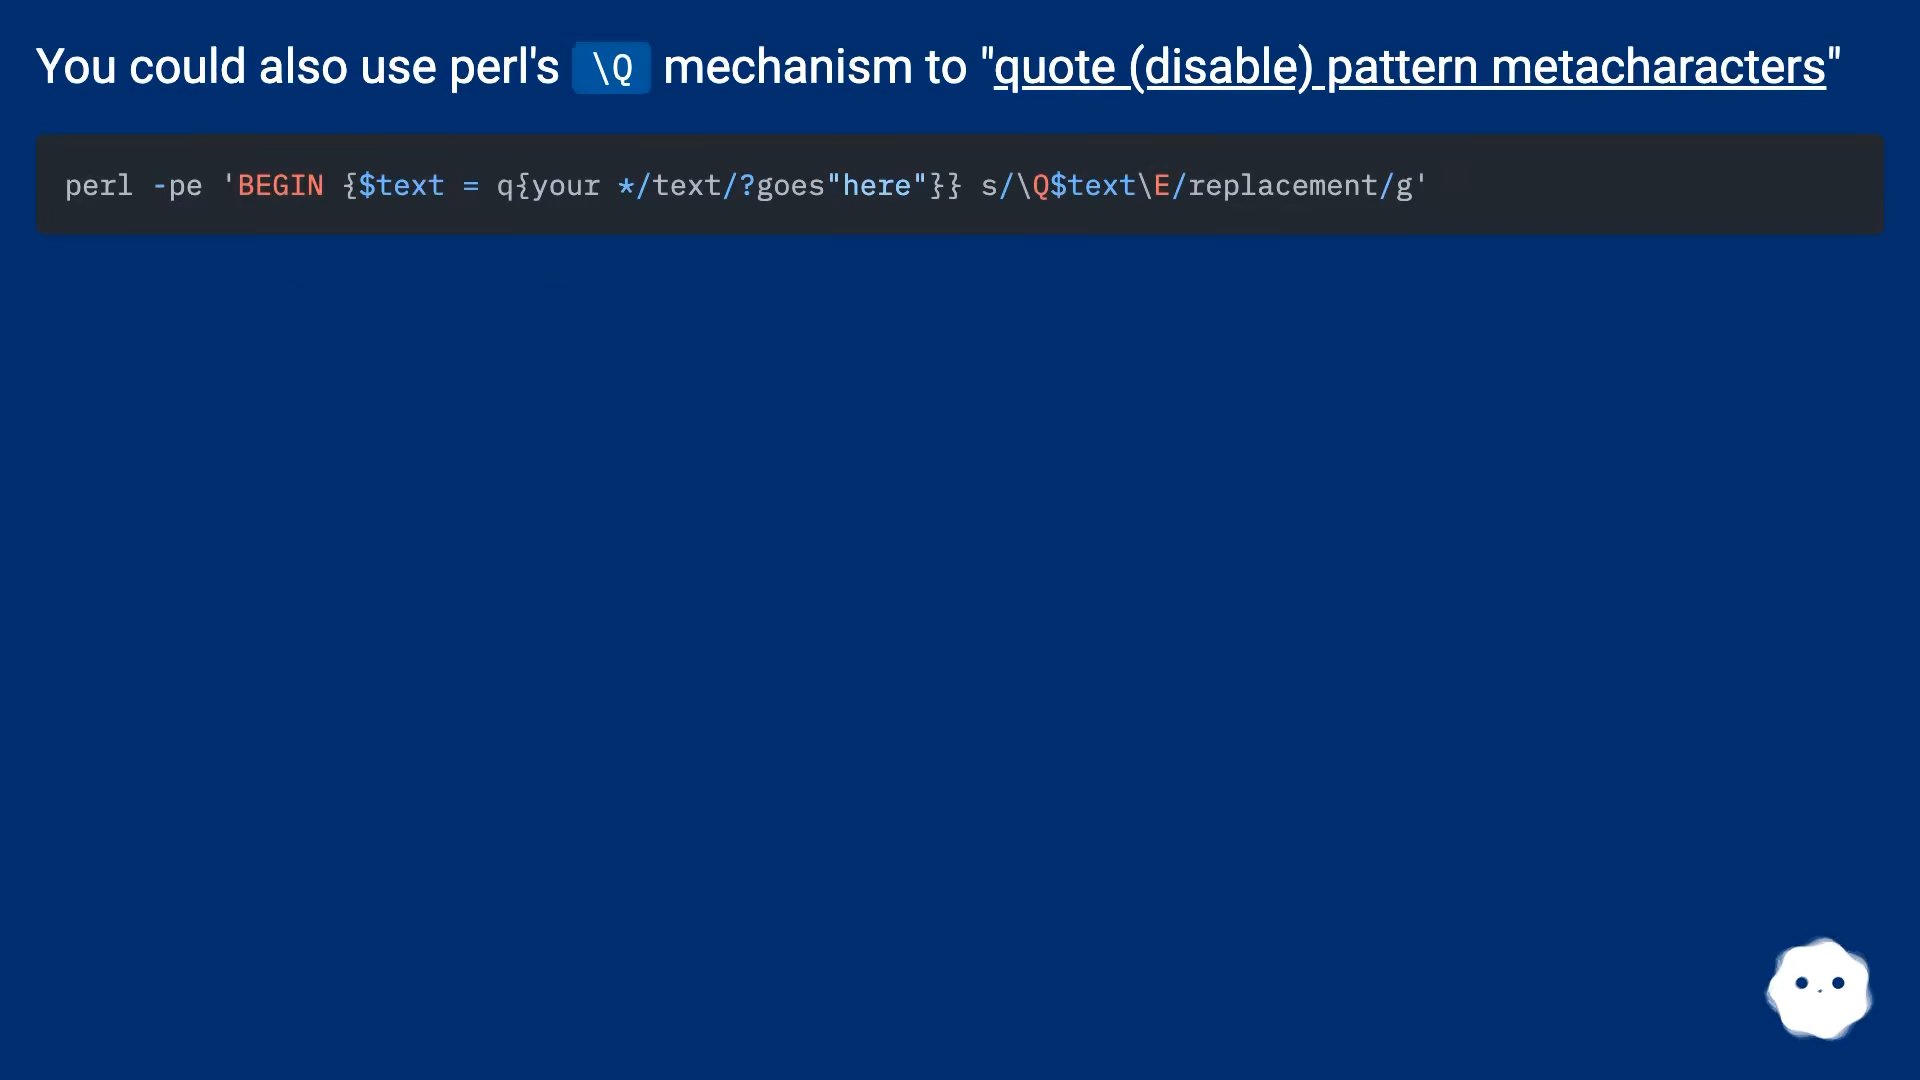 You could also use perl's \Q mechanism to "quote (disable) pattern metacharacters"
perl -pe 'BEGIN {$text = q{your */text/?goes"here"}} s/\Q$text\E/replacement/g'